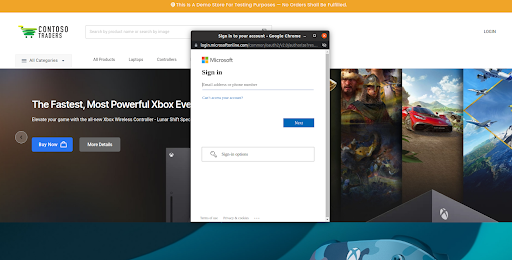 This Is A Demo Store For Testing Purposes — No Orders Shall Be Fulfilled.
CONTOSO
TRADERS
Search by product name or search by image
LOGIN
All Categories
All Products
Laptops
Controllers
Sign in to your account - Google Chrome
login.microsoftonline.com
Microsoft
Sign in
Email address, or phone number
Can't access your account?
Next
Sign-in options
Terms of use
Privacy & cookies
...
The Fastest, Most Powerful Xbox Eve
Elevate your game with the all-new Xbox Wireless Controller - Lunar Shift Spec
Buy Now
More Details